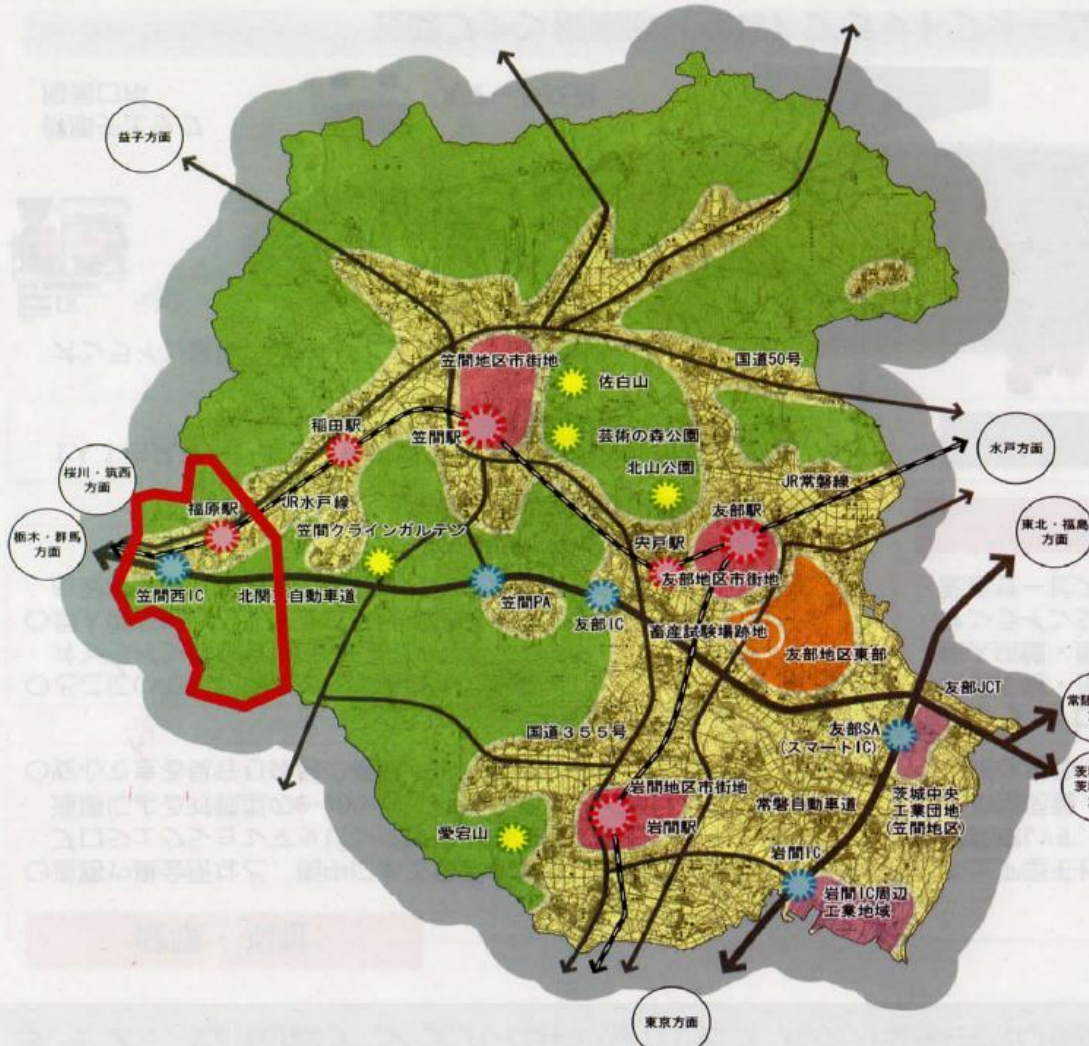 益子方面
国道50号
笠間地区市街地
佐白山
稲田駅
笠間駅
芸術の森公園
水戸方面
桜川・筑西
方面
北山公園
JR常磐線
福原駅
JR水戸線
友部駅
笠間クラインガルテン
宍戸駅
東北・福島
方面
栃木・群馬
方面
友部地区市街地
笠間西IC
北関東自動車道
笠間PA
友部IC
畜産試験場跡地
友部地区東部
友部JCT
国道355号
友部SA
(スマートIC)
岩間地区市街地
茨城中央
工業団地
(笠間地区)
常磐自動車道
岩間駅
愛宕山
岩間IC
岩間IC周辺
工業地域
東京方面